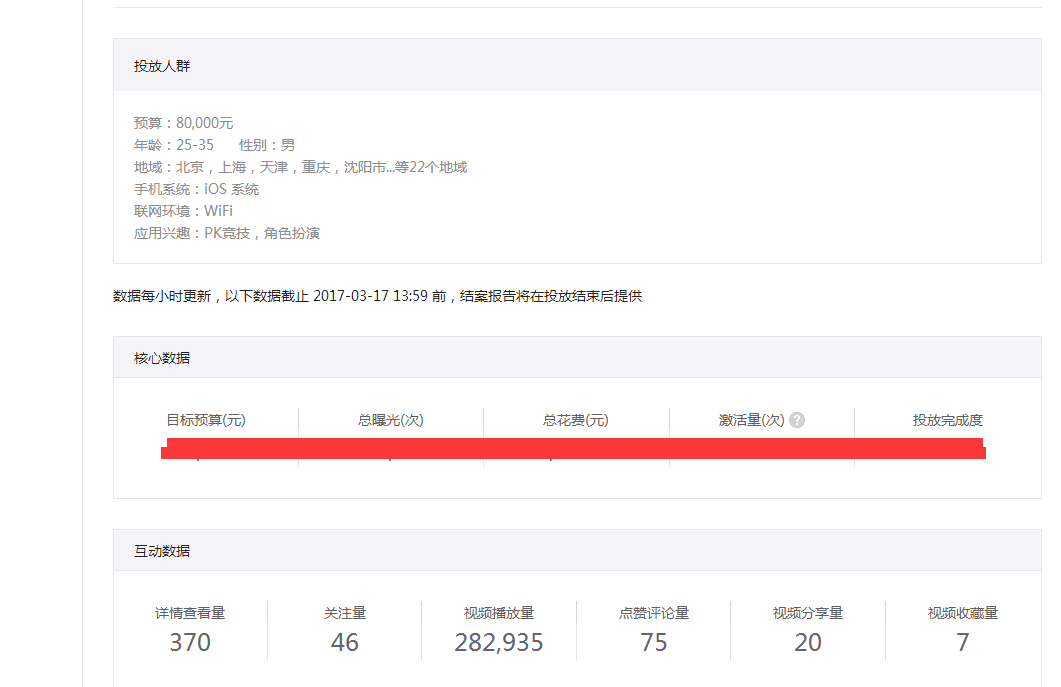 投放人群
预算：80,000元
年龄：25-35 性别：男
地域：北京，上海，天津，重庆，沈阳市...等22个地域
手机系统：iOS 系统
联网环境：WiFi
应用兴趣：PK竞技，角色扮演
数据每小时更新，以下数据截止 2017-03-17 13:59 前，结案报告将在投放结束后提供
核心数据
目标预算(元) 总曝光(次) 总花费(元) 激活量(次) ? 投放完成度
互动数据
详情查看量 关注量 视频播放量 点赞评论量 视频分享量 视频收藏量
370 46 282,935 75 20 7